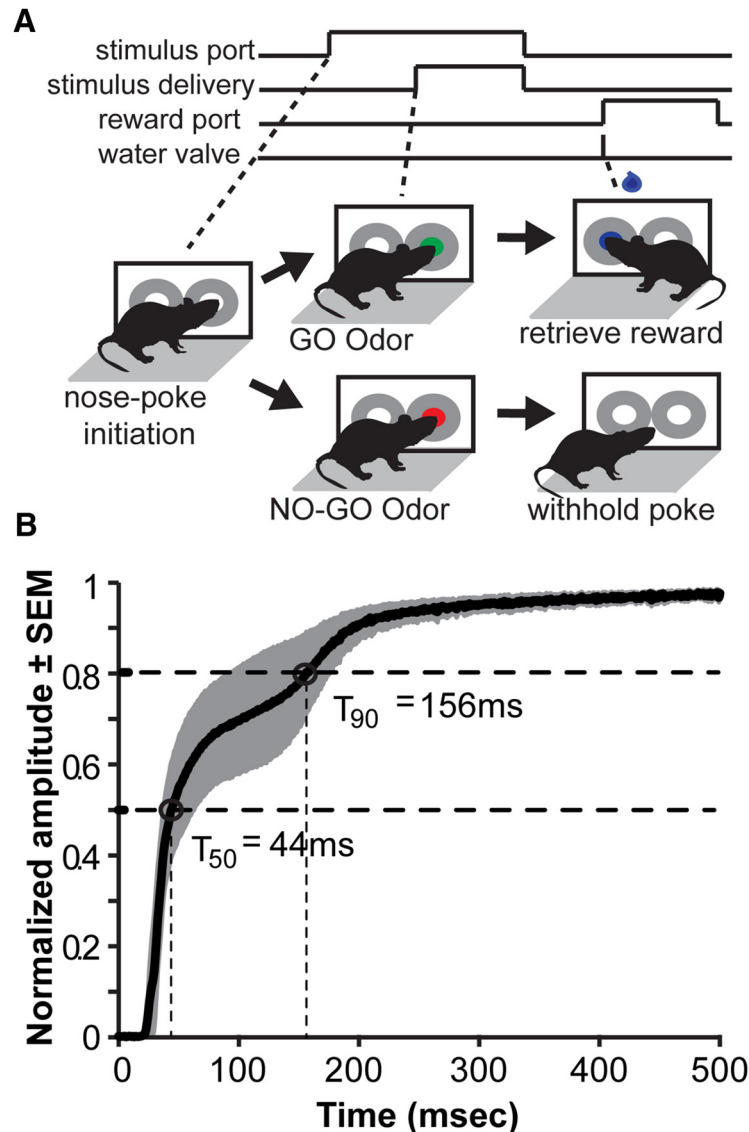 A
stimulus port
stimulus delivery
reward port
water valve
GO Odor
retrieve reward
nose-poke
initiation
NO-GO Odor
withhold poke
B
Normalized amplitude ± SEM
1
0.8
0.6
0.4
0.2
0
T90 = 156ms
T50 = 44ms
0 100 200 300 400 500
Time (msec)